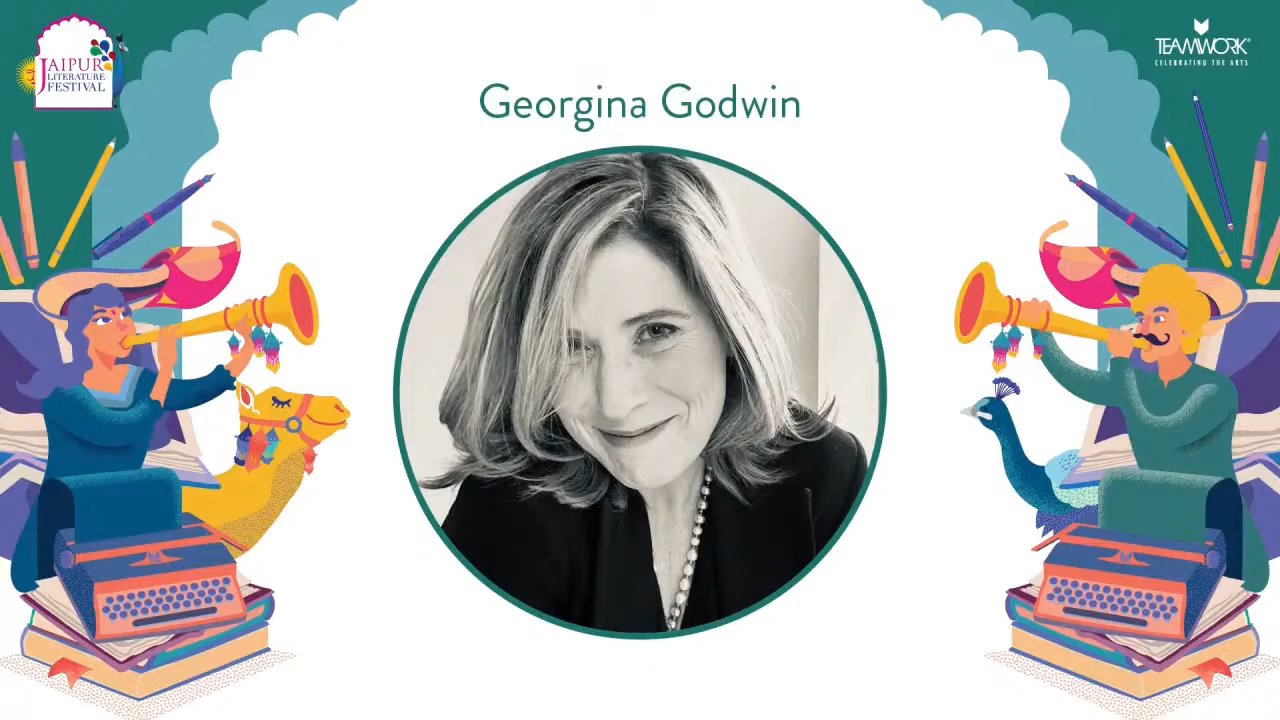 JAIPUR
LITERATURE
FESTIVAL
TEAMWORK®
CELEBRATING THE ARTS
Georgina Godwin